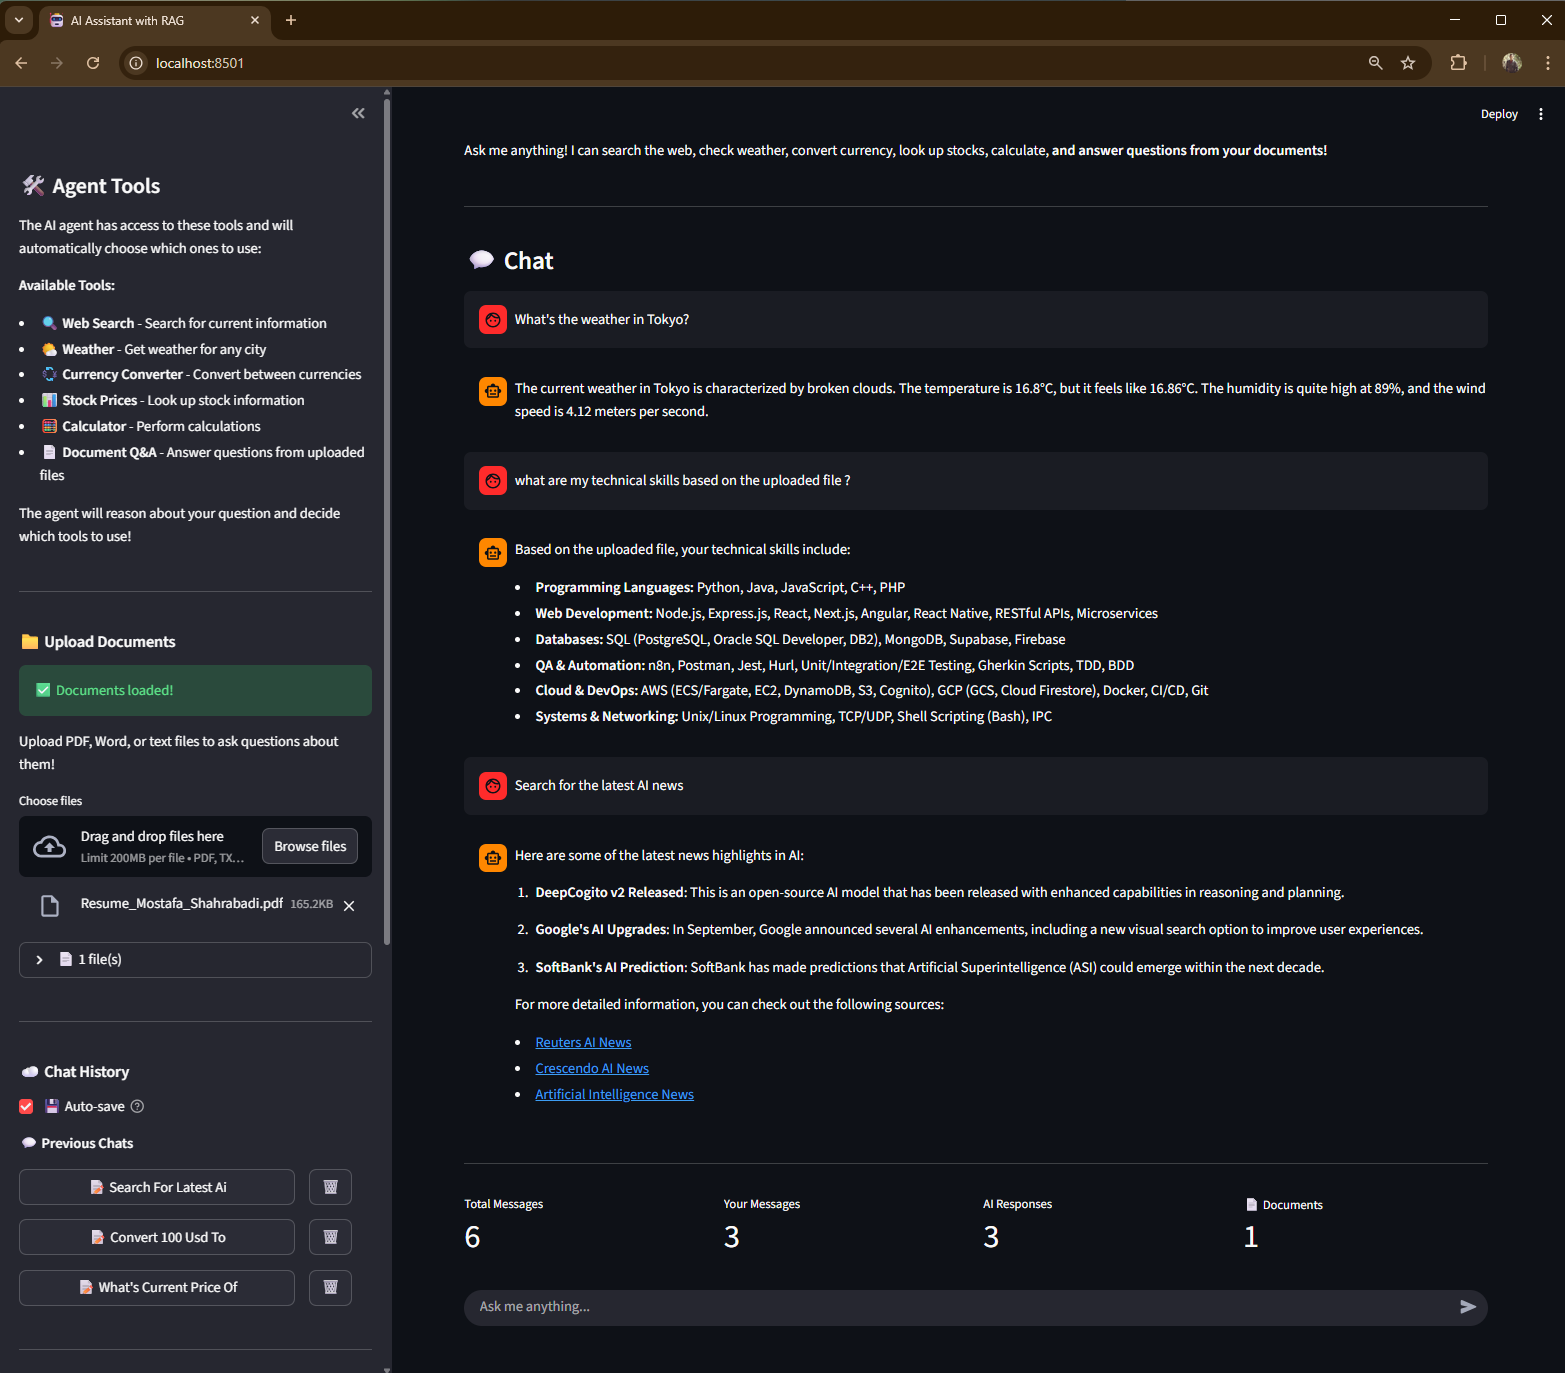 AI Assistant with RAG
localhost:8501
Deploy
🛠️ Agent Tools
The AI agent has access to these tools and will
automatically choose which ones to use:
Available Tools:
• 🔍 Web Search - Search for current information
• 🌤️ Weather - Get weather for any city
• 💱 Currency Converter - Convert between currencies
• 📊 Stock Prices - Look up stock information
• 🧮 Calculator - Perform calculations
• 📄 Document Q&A - Answer questions from uploaded
files
The agent will reason about your question and decide
which tools to use!
📁 Upload Documents
✅ Documents loaded!
Upload PDF, Word, or text files to ask questions about
them!
Choose files
Drag and drop files here
Limit 200MB per file • PDF, TX...
Browse files
Resume_Mostafa_Shahrabadi.pdf 165.2KB
📄 1 file(s)
☁️ Chat History
💾 Auto-save
💬 Previous Chats
📝 Search For Latest Ai
📝 Convert 100 Usd To
📝 What's Current Price Of
Ask me anything! I can search the web, check weather, convert currency, look up stocks, calculate, and answer questions from your documents!
💬 Chat
What's the weather in Tokyo?
The current weather in Tokyo is characterized by broken clouds. The temperature is 16.8°C, but it feels like 16.86°C. The humidity is quite high at 89%, and the wind
speed is 4.12 meters per second.
what are my technical skills based on the uploaded file ?
Based on the uploaded file, your technical skills include:
• Programming Languages: Python, Java, JavaScript, C++, PHP
• Web Development: Node.js, Express.js, React, Next.js, Angular, React Native, RESTful APIs, Microservices
• Databases: SQL (PostgreSQL, Oracle SQL Developer, DB2), MongoDB, Supabase, Firebase
• QA & Automation: n8n, Postman, Jest, Hurl, Unit/Integration/E2E Testing, Gherkin Scripts, TDD, BDD
• Cloud & DevOps: AWS (ECS/Fargate, EC2, DynamoDB, S3, Cognito), GCP (GCS, Cloud Firestore), Docker, CI/CD, Git
• Systems & Networking: Unix/Linux Programming, TCP/UDP, Shell Scripting (Bash), IPC
Search for the latest AI news
Here are some of the latest news highlights in AI:
1. DeepCogito v2 Released: This is an open-source AI model that has been released with enhanced capabilities in reasoning and planning.
2. Google's AI Upgrades: In September, Google announced several AI enhancements, including a new visual search option to improve user experiences.
3. SoftBank's AI Prediction: SoftBank has made predictions that Artificial Superintelligence (ASI) could emerge within the next decade.
For more detailed information, you can check out the following sources:
• Reuters AI News
• Crescendo AI News
• Artificial Intelligence News
Total Messages
6
Your Messages
3
AI Responses
3
📄 Documents
1
Ask me anything...